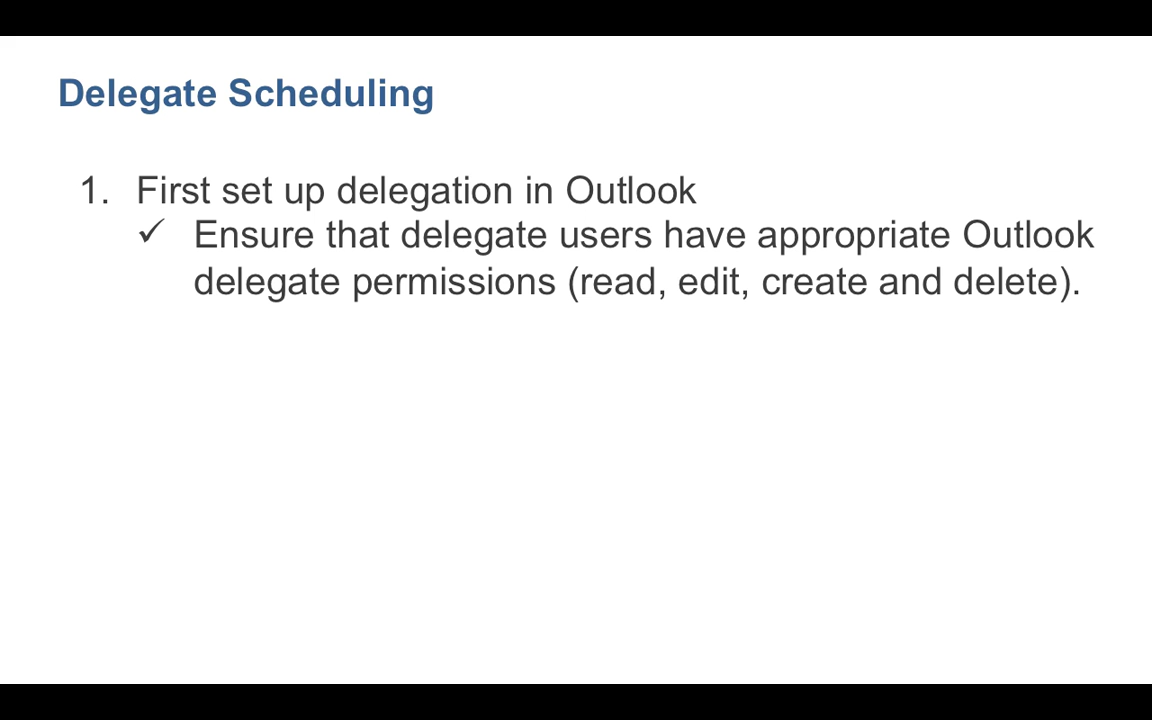 Delegate Scheduling
1. First set up delegation in Outlook
✓ Ensure that delegate users have appropriate Outlook
delegate permissions (read, edit, create and delete).